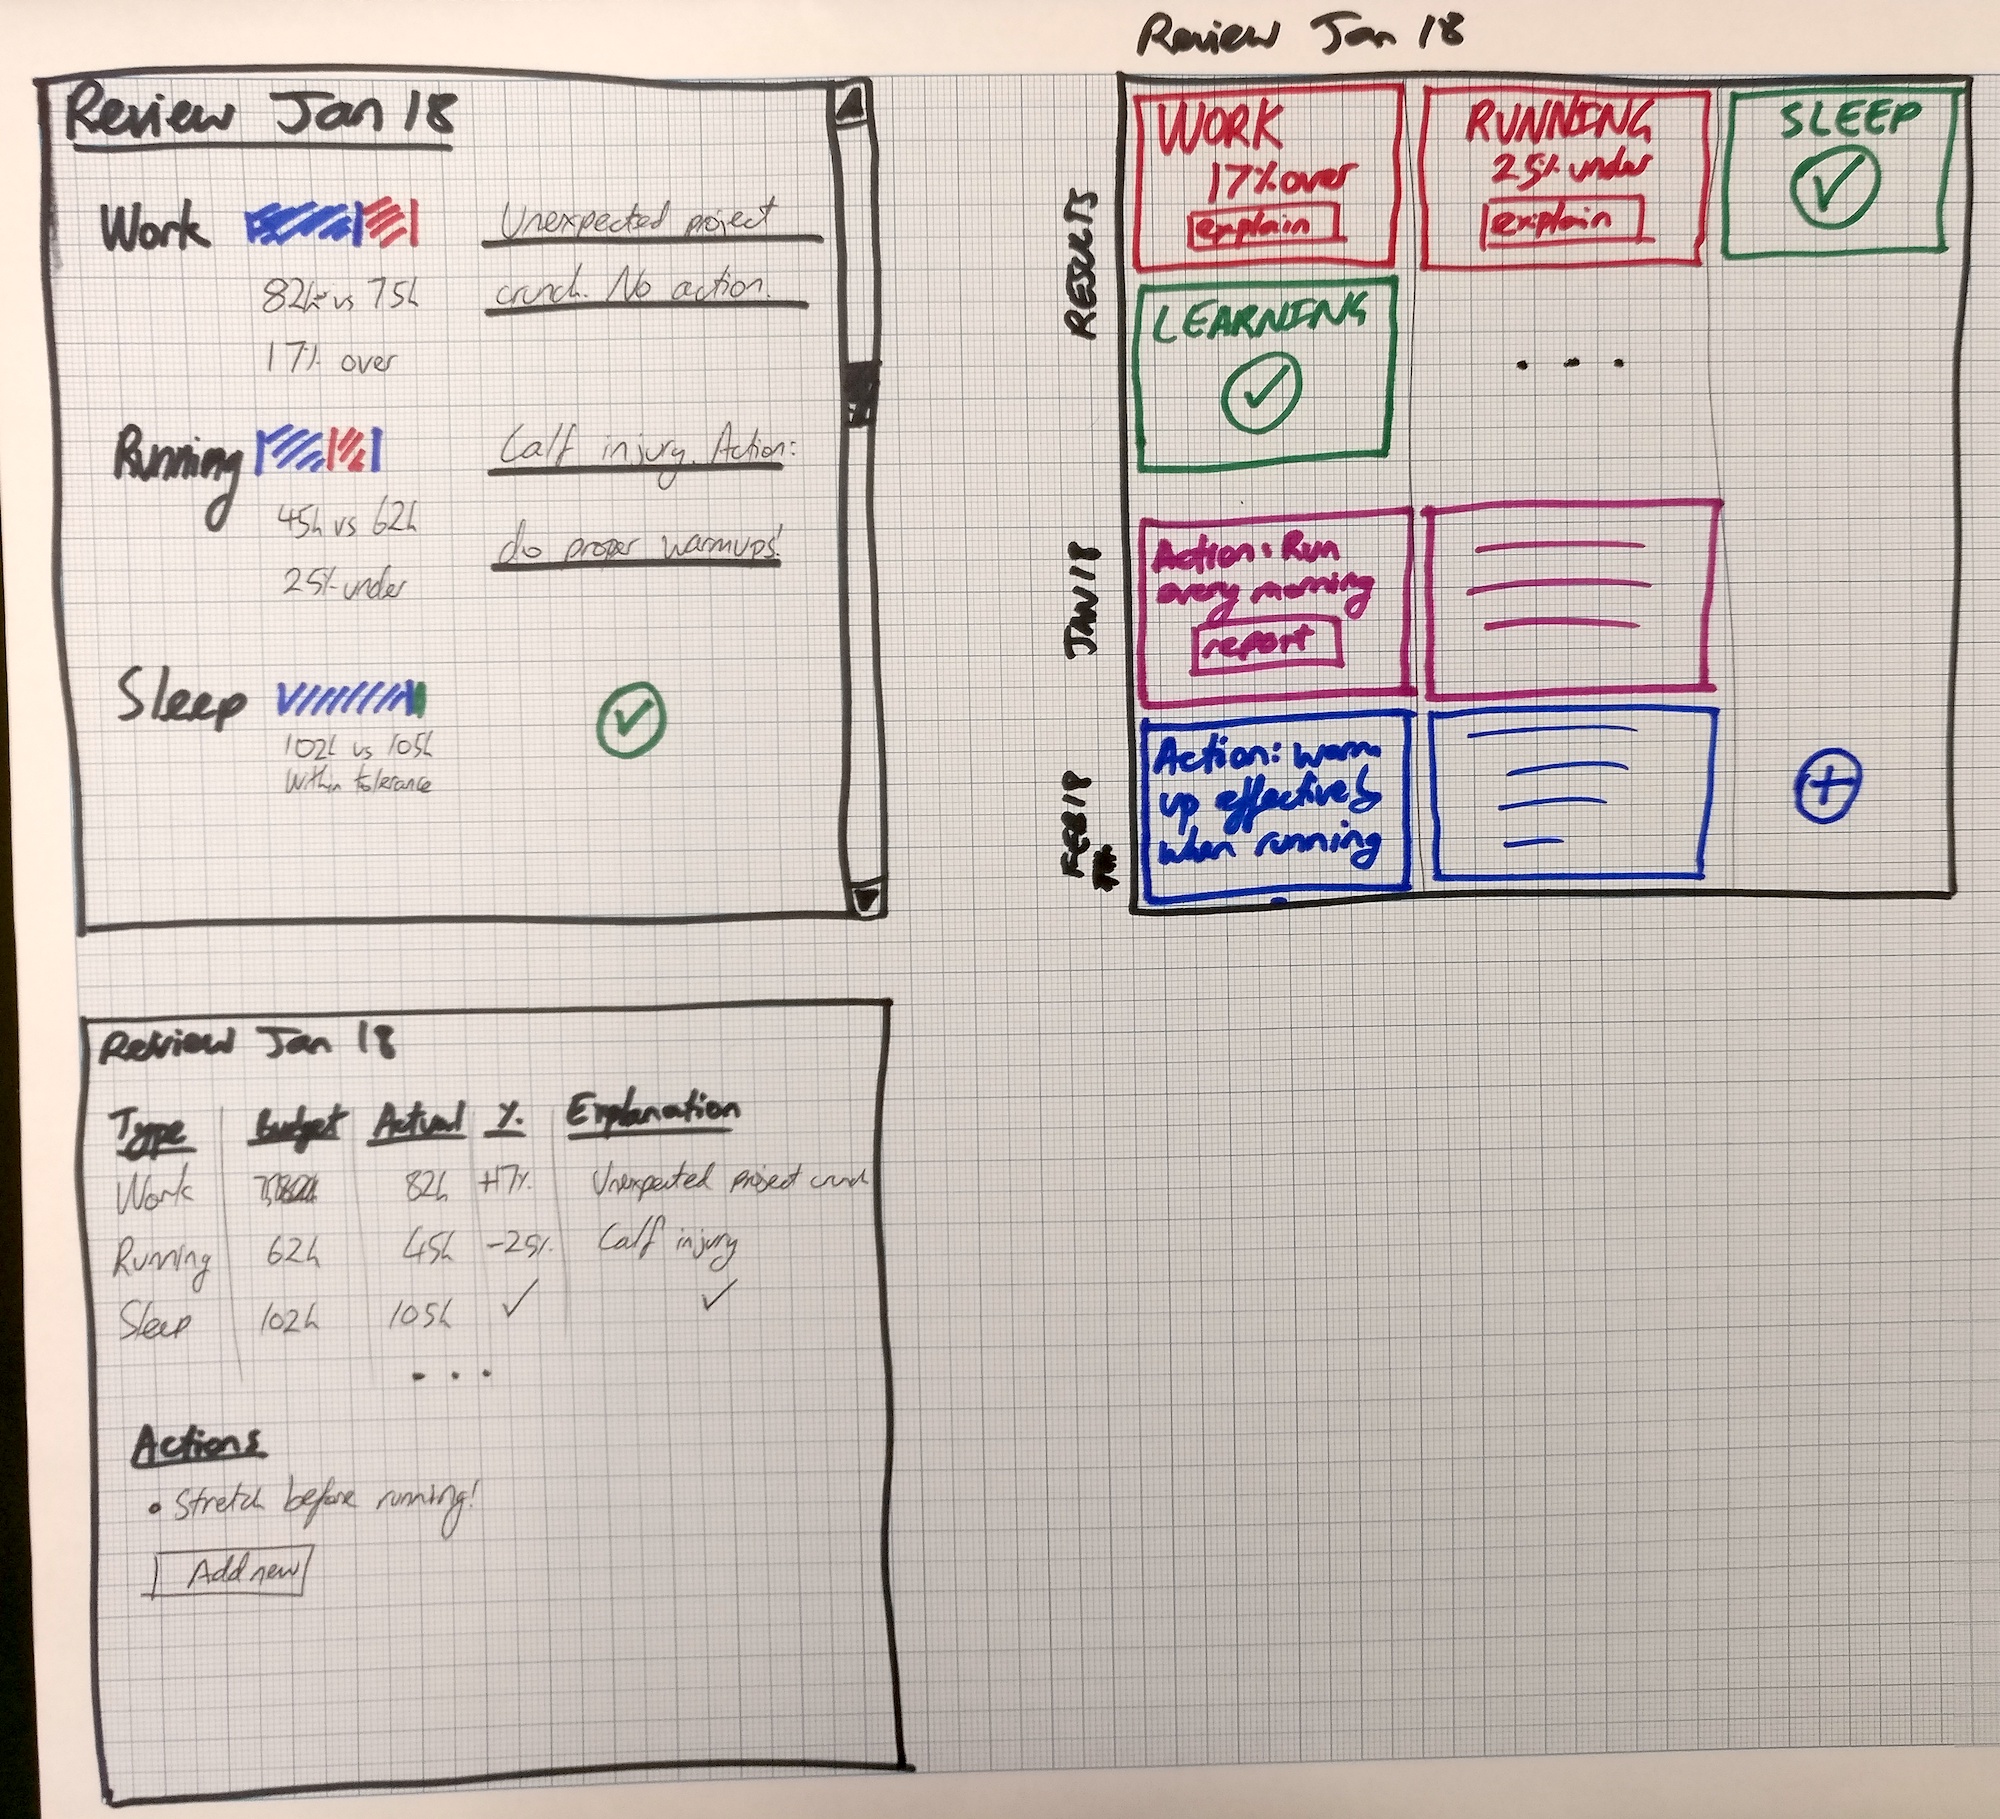 Review Jan 18
Work
82h vs 75h
17% over
Unexpected project
crunch. No action.
Running
45h vs 62h
25% under
Calf injury. Action:
do proper warmups!
Sleep
102h vs 105h
Within tolerance
Review Jan 18
RESULTS
WORK
17% over
explain
RUNNING
25% under
explain
SLEEP
LEARNING
...
JAN 18
Action: Run
every morning
report
FEB 18
Action: warm
up effectively
when running
Review Jan 18
Type Budget Actual % Explanation
Work 82h +17% Unexpected project crunch
Running 62h 45h -25% Calf injury
Sleep 102h 105h ✓ ✓
...
Actions
• Stretch before running!
Add new